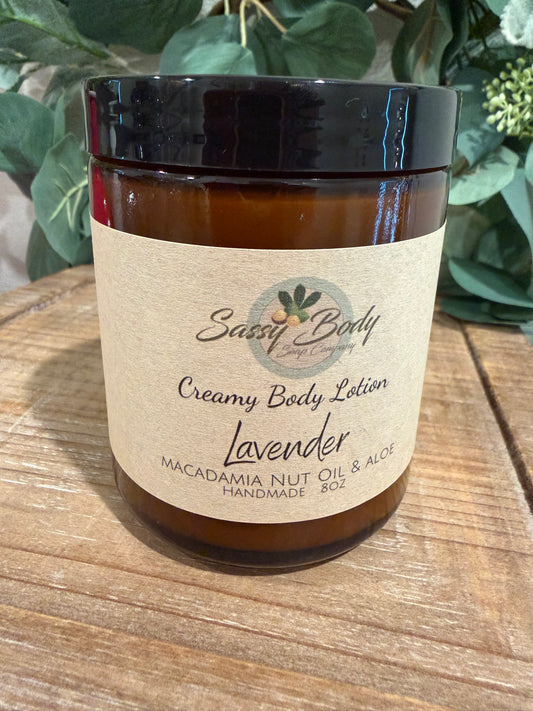 Sassy Body
Soap Company
Creamy Body Lotion
Lavender
MACADAMIA NUT OIL & ALOE
HANDMADE 8OZ